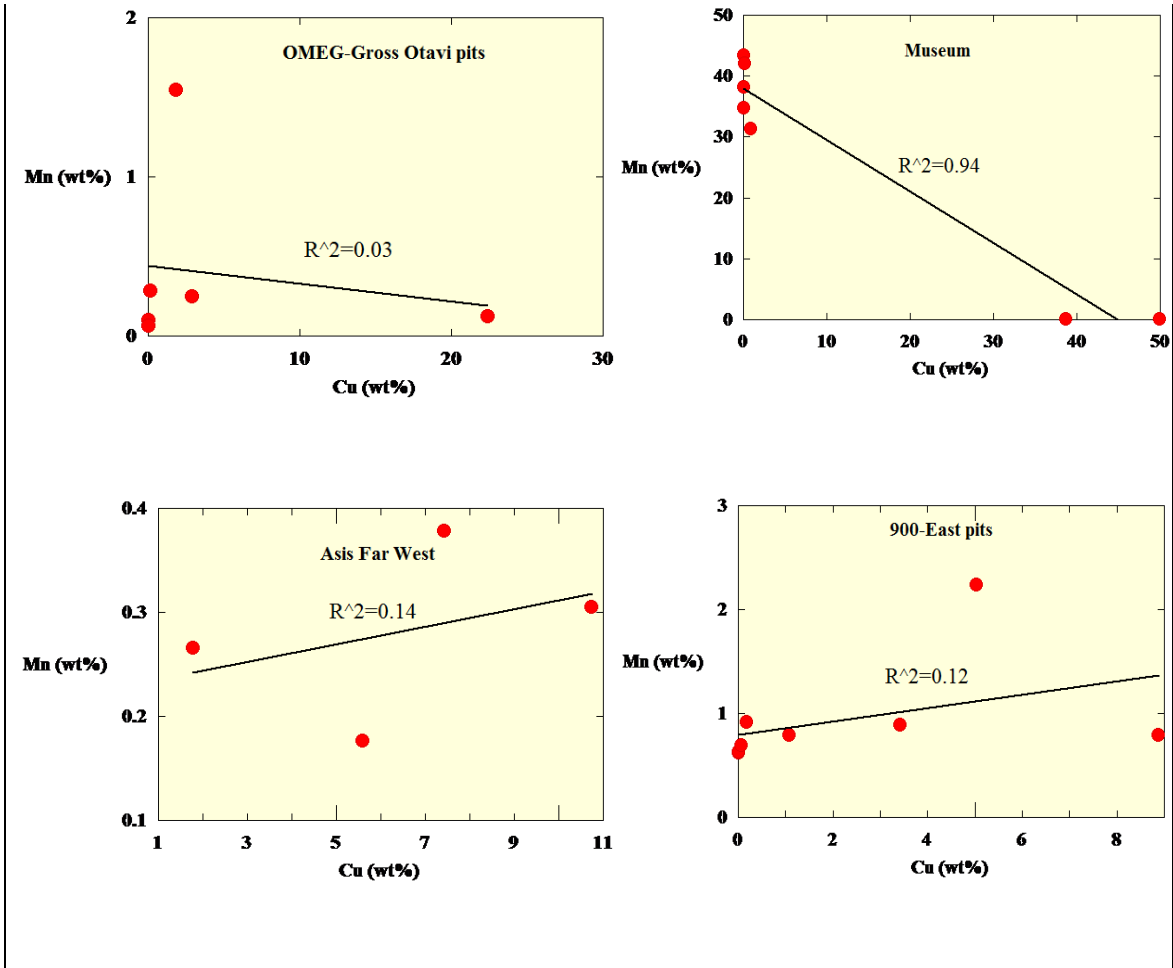 2
OMEG-Gross Otavi pits
Mn (wt%)
1
R^2=0.03
0
0 10 20 30
Cu (wt%)
50
Museum
40
30
Mn (wt%)
R^2=0.94
20
10
0
0 10 20 30 40 50
Cu (wt%)
0.4
Asis Far West
0.3
R^2=0.14
Mn (wt%)
0.2
0.1
1 3 5 7 9 11
Cu (wt%)
3
900-East pits
2
Mn (wt%)
R^2=0.12
1
0
0 2 4 6 8
Cu (wt%)